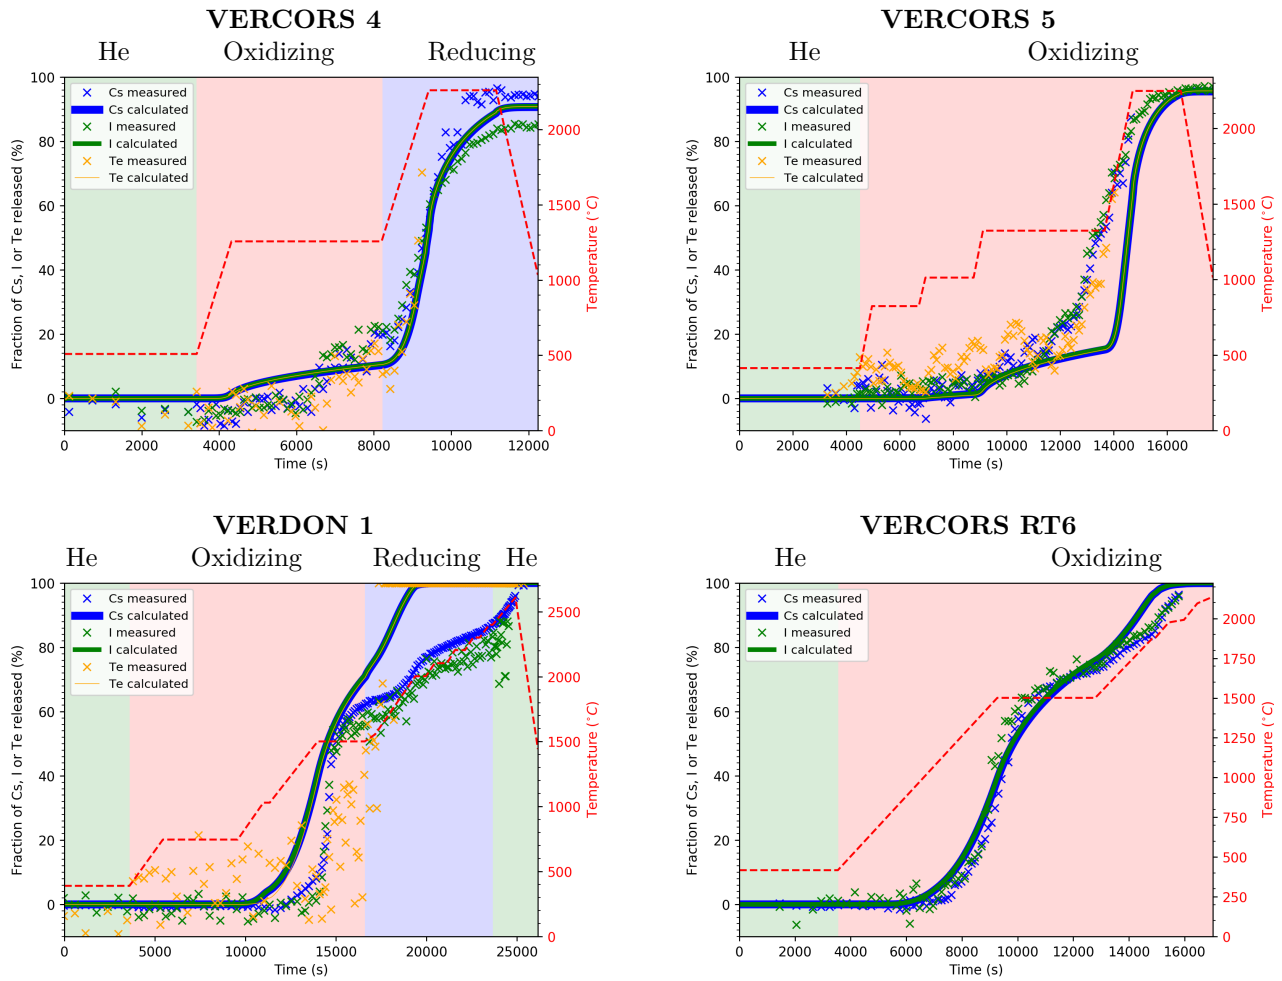 VERCORS 4
He Oxidizing Reducing
100
80
60
40
20
0
Fraction of Cs, I or Te released (%)
Cs measured
Cs calculated
I measured
I calculated
Te measured
Te calculated
2000
1500
1000
500
0
Temperature (°C)
0 2000 4000 6000 8000 10000 12000
Time (s)
VERCORS 5
He Oxidizing
100
80
60
40
20
0
Fraction of Cs, I or Te released (%)
Cs measured
Cs calculated
I measured
I calculated
Te measured
Te calculated
2000
1500
1000
500
0
Temperature (°C)
0 2000 4000 6000 8000 10000 12000 14000 16000
Time (s)
VERDON 1
He Oxidizing Reducing He
100
80
60
40
20
0
Fraction of Cs, I or Te released (%)
Cs measured
Cs calculated
I measured
I calculated
Te measured
Te calculated
2500
2000
1500
1000
500
0
Temperature (°C)
0 5000 10000 15000 20000 25000
Time (s)
VERCORS RT6
He Oxidizing
100
80
60
40
20
0
Fraction of Cs, I or Te released (%)
Cs measured
Cs calculated
I measured
I calculated
2000
1750
1500
1250
1000
750
500
250
0
Temperature (°C)
0 2000 4000 6000 8000 10000 12000 14000 16000
Time (s)